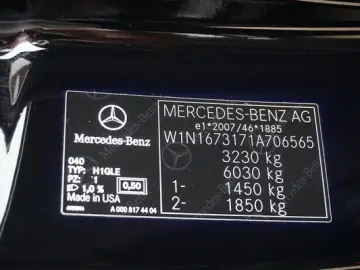 MERCEDES-BENZ AG
e1*2007/46*1885
W1N1673171A706565
3230 kg
6030 kg
1- 1450 kg
2- 1850 kg
Mercedes-Benz
040
TYP: H1GLE
PZ: 1
1,0 % 0,50
Made in USA
A 000 817 44 04